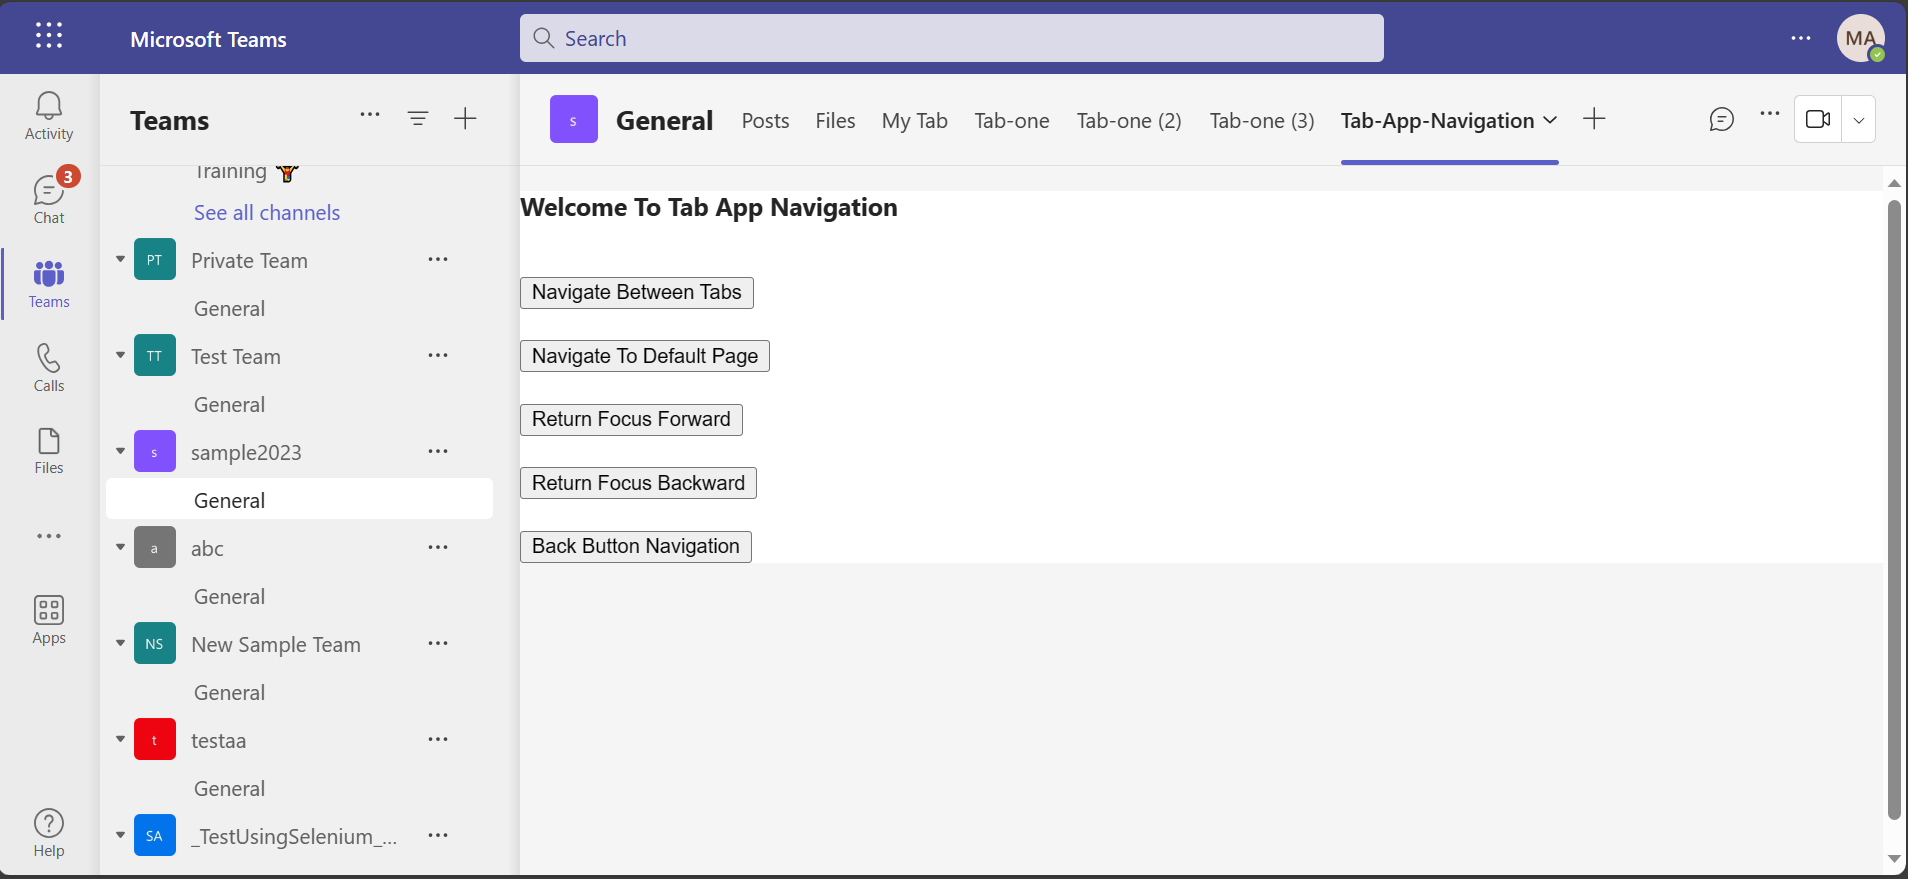 Microsoft Teams
Search
MA
Activity
3
Chat
Teams
Calls
Files
Apps
Help
Teams
Training
See all channels
PT Private Team
General
TT Test Team
General
s sample2023
General
a abc
General
NS New Sample Team
General
t testaa
General
SA _TestUsingSelenium_...
s General Posts Files My Tab Tab-one Tab-one (2) Tab-one (3) Tab-App-Navigation
Welcome To Tab App Navigation
Navigate Between Tabs
Navigate To Default Page
Return Focus Forward
Return Focus Backward
Back Button Navigation